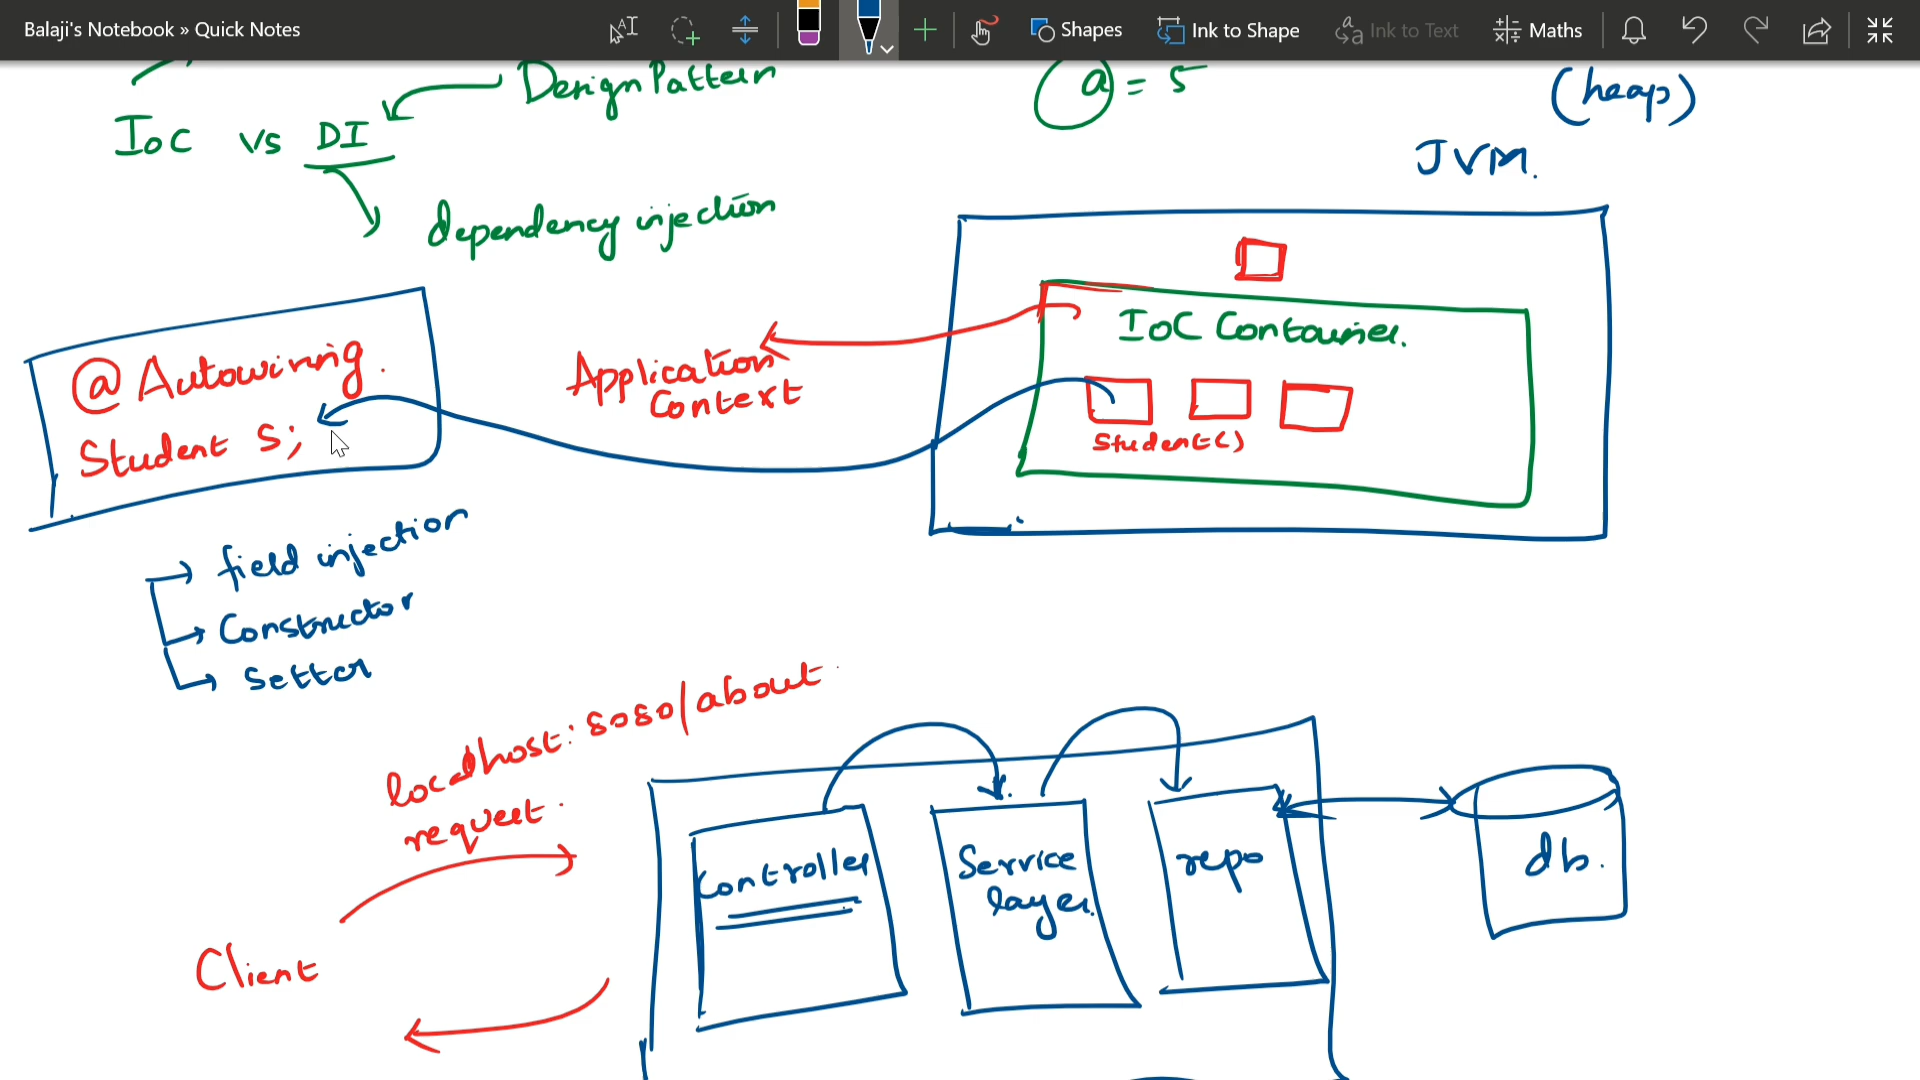 Balaji's Notebook » Quick Notes
Shapes
Ink to Shape
Ink to Text
Maths
Design Pattern
a = 5
(heap)
IoC vs DI
JVM.
dependency injection
IoC Container.
@ Autowiring.
Student S;
Application
Context
Student()
field injection
Constructor
Setter
localhost: 8080/about
request.
Controller
Service
layer.
repo
db.
Client